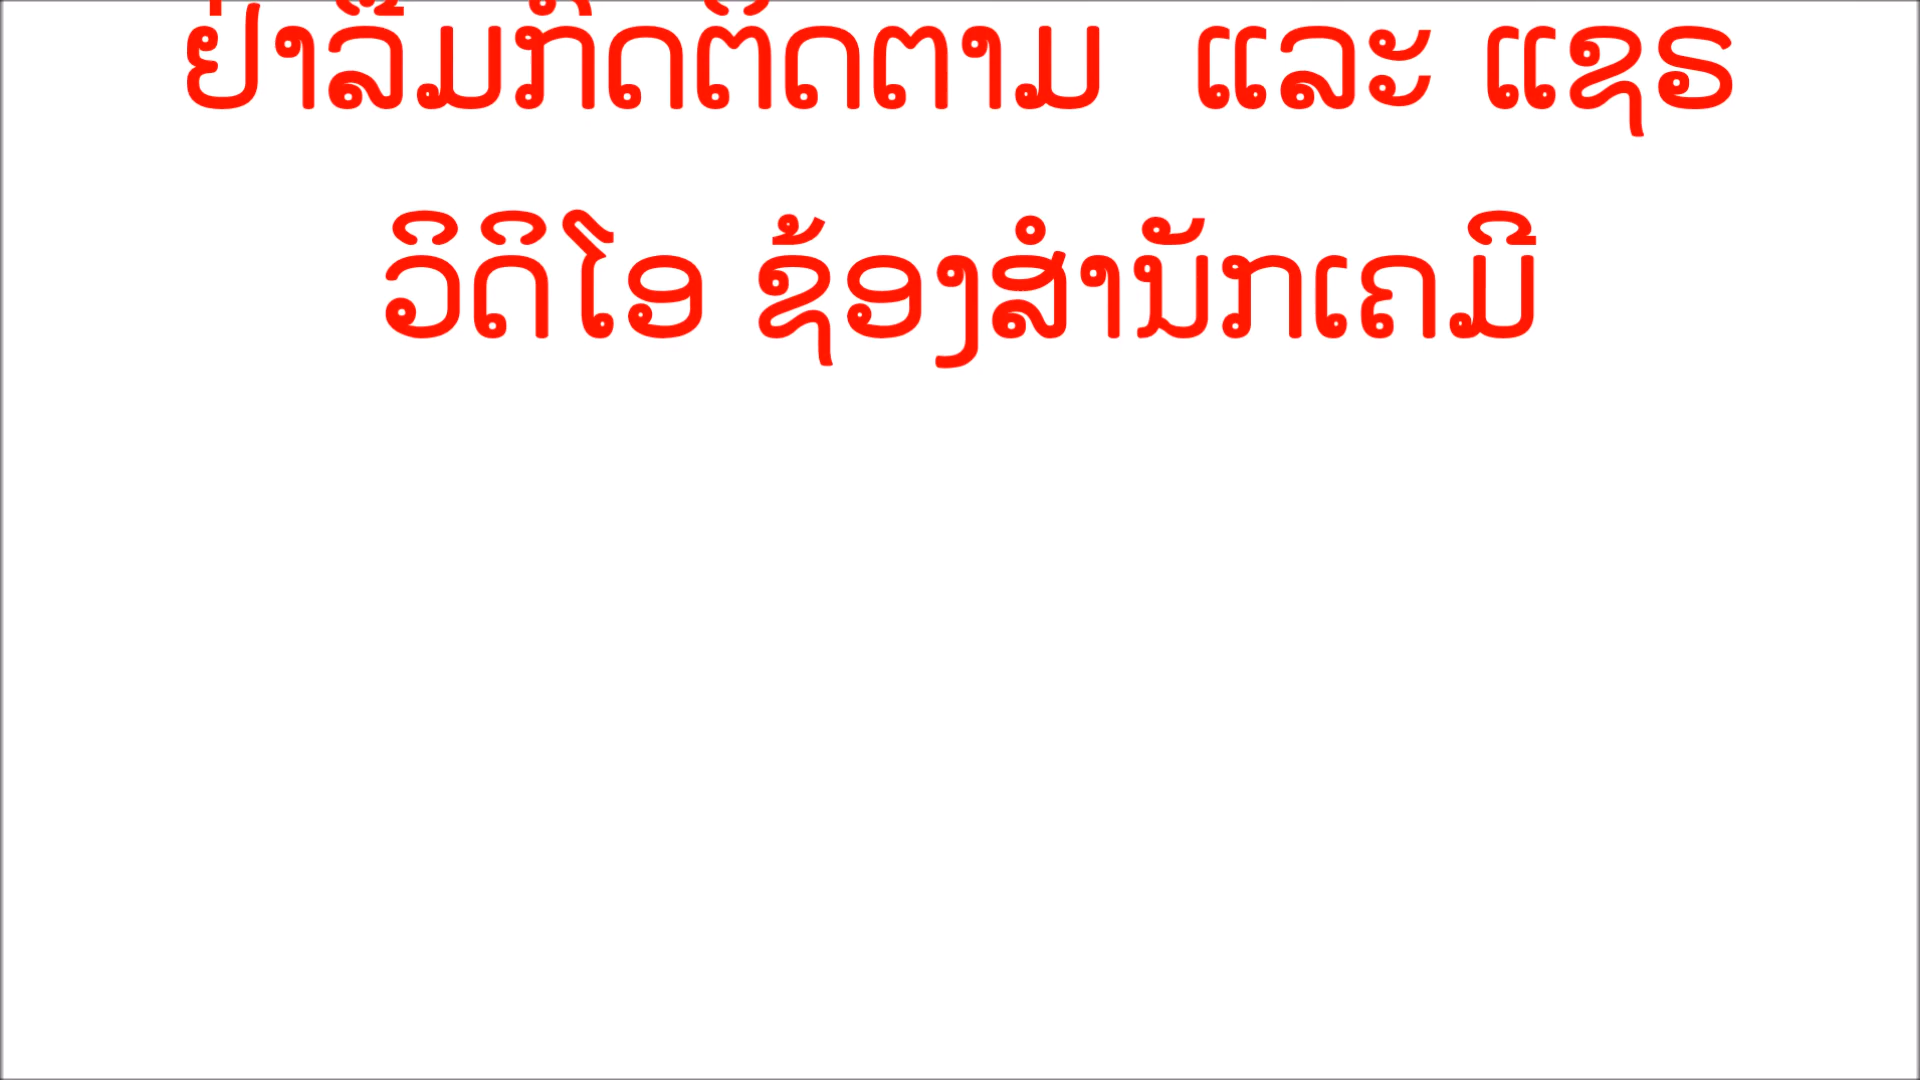 ຢ່າລືມກົດຕິດຕາມ  ແລະ ແຊຣ
ວິດິໂອ ຊ້ອງສຳນັກເຄມີ